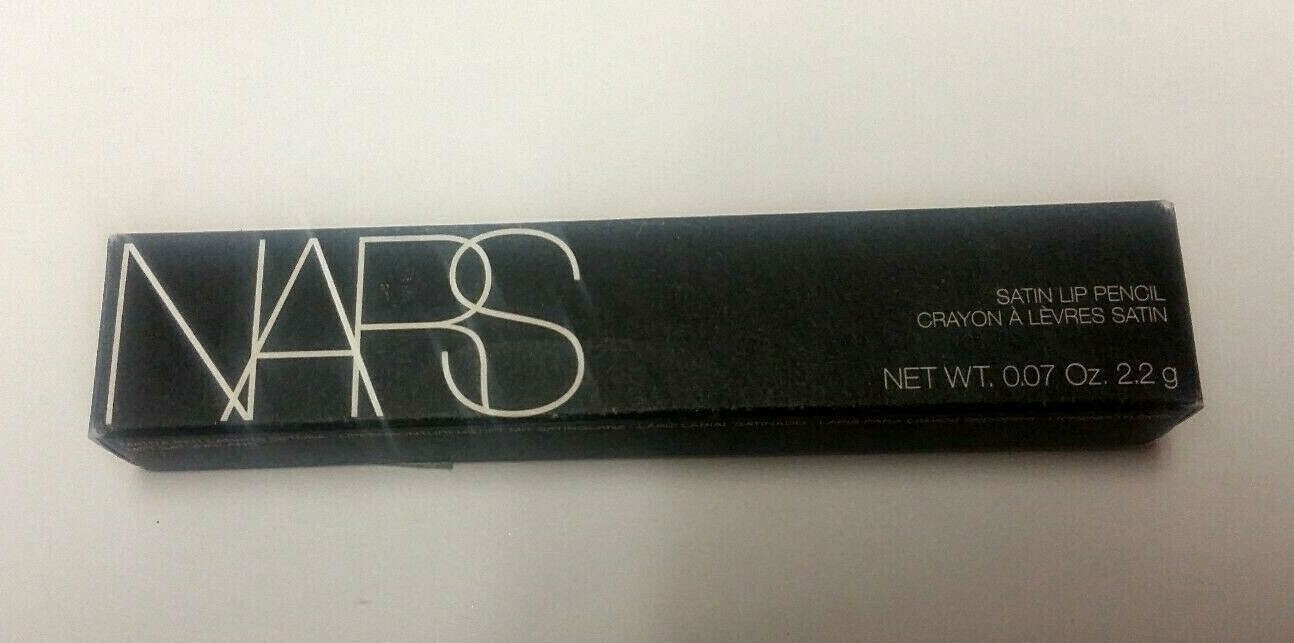 NARS
SATIN LIP PENCIL
CRAYON À LÈVRES SATIN
NET WT. 0.07 Oz. 2.2 g